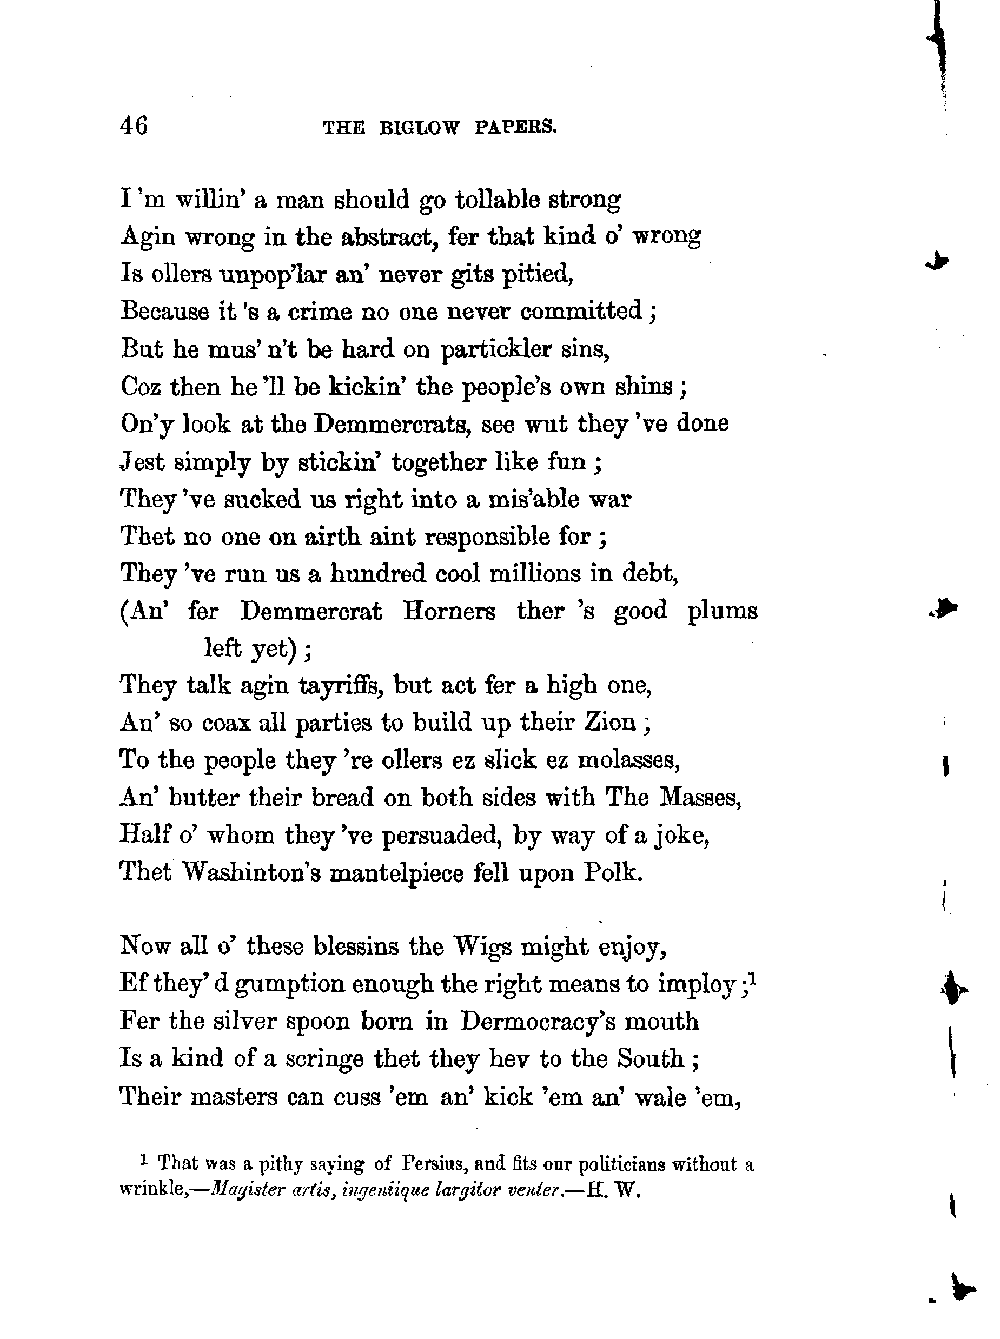 46 THE BIGLOW PAPERS.
I 'm willin' a man should go tollable strong
Agin wrong in the abstract, fer that kind o' wrong
Is ollers unpop'lar an' never gits pitied,
Because it 's a crime no one never committed ;
But he mus' n't be hard on partickler sins,
Coz then he 'll be kickin' the people's own shins ;
On'y look at the Demmercrats, see wut they 've done
Jest simply by stickin' together like fun ;
They 've sucked us right into a mis'able war
Thet no one on airth aint responsible for ;
They 've run us a hundred cool millions in debt,
(An' fer Demmercrat Horners ther 's good plums
left yet) ;
They talk agin tayriffs, but act fer a high one,
An' so coax all parties to build up their Zion ;
To the people they 're ollers ez slick ez molasses,
An' butter their bread on both sides with The Masses,
Half o' whom they 've persuaded, by way of a joke,
Thet Washinton's mantelpiece fell upon Polk.
Now all o' these blessins the Wigs might enjoy,
Ef they' d gumption enough the right means to imploy ;1
Fer the silver spoon born in Dermocracy's mouth
Is a kind of a scringe thet they hev to the South ;
Their masters can cuss 'em an' kick 'em an' wale 'em,
1 That was a pithy saying of Persius, and fits our politicians without a
wrinkle,—Magister artis, ingeniique largitor venter.—H. W.